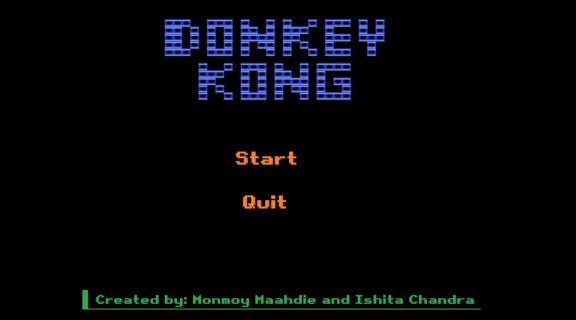 DONKEY
KONG
Start
Quit
Created by: Monmoy Maahdie and Ishita Chandra